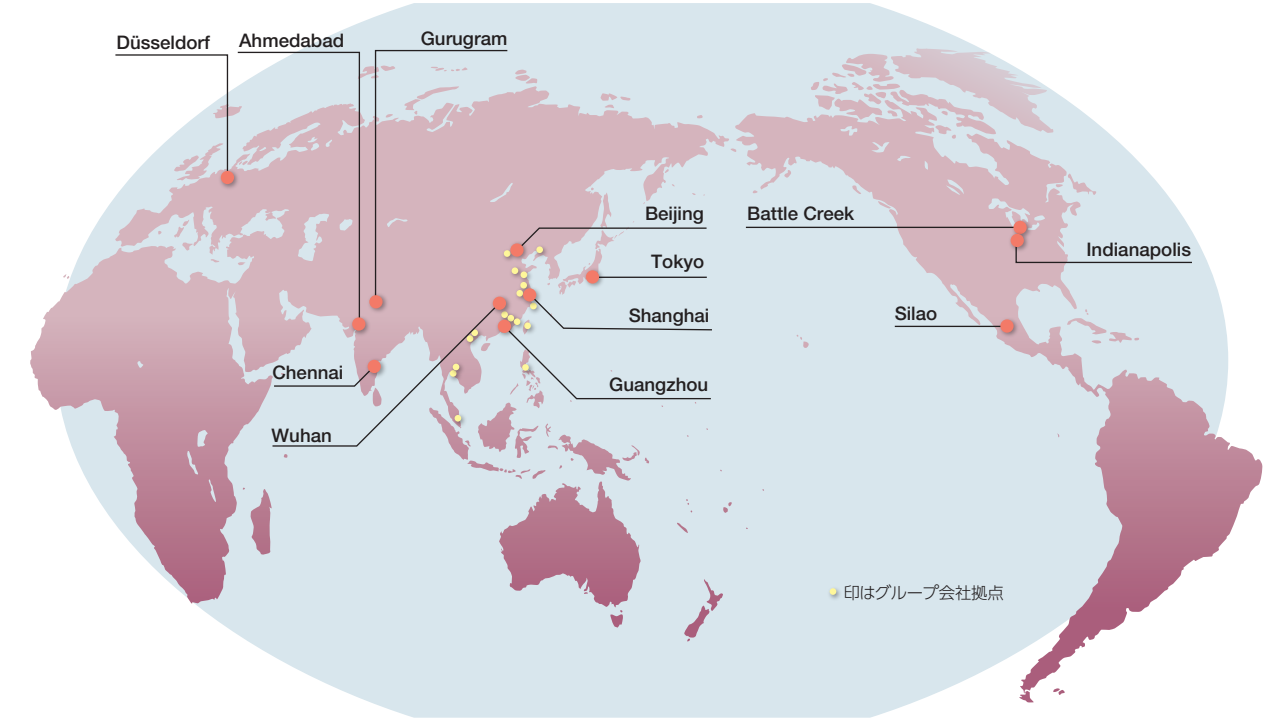 Düsseldorf
Ahmedabad
Gurugram
Beijing
Battle Creek
Tokyo
Indianapolis
Shanghai
Silao
Chennai
Guangzhou
Wuhan
印はグループ会社拠点